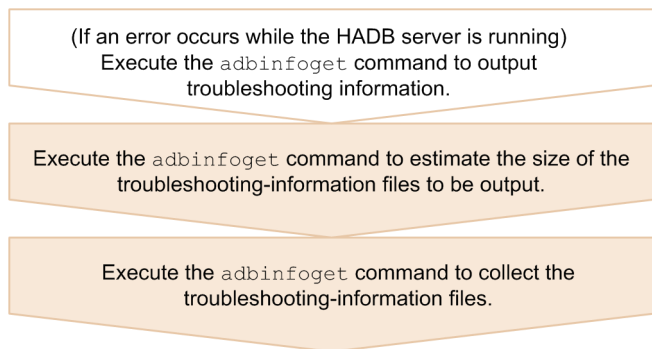 (If an error occurs while the HADB server is running)
Execute the adbinfoget command to output
troubleshooting information.
Execute the adbinfoget command to estimate the size of the
troubleshooting-information files to be output.
Execute the adbinfoget command to collect the
troubleshooting-information files.